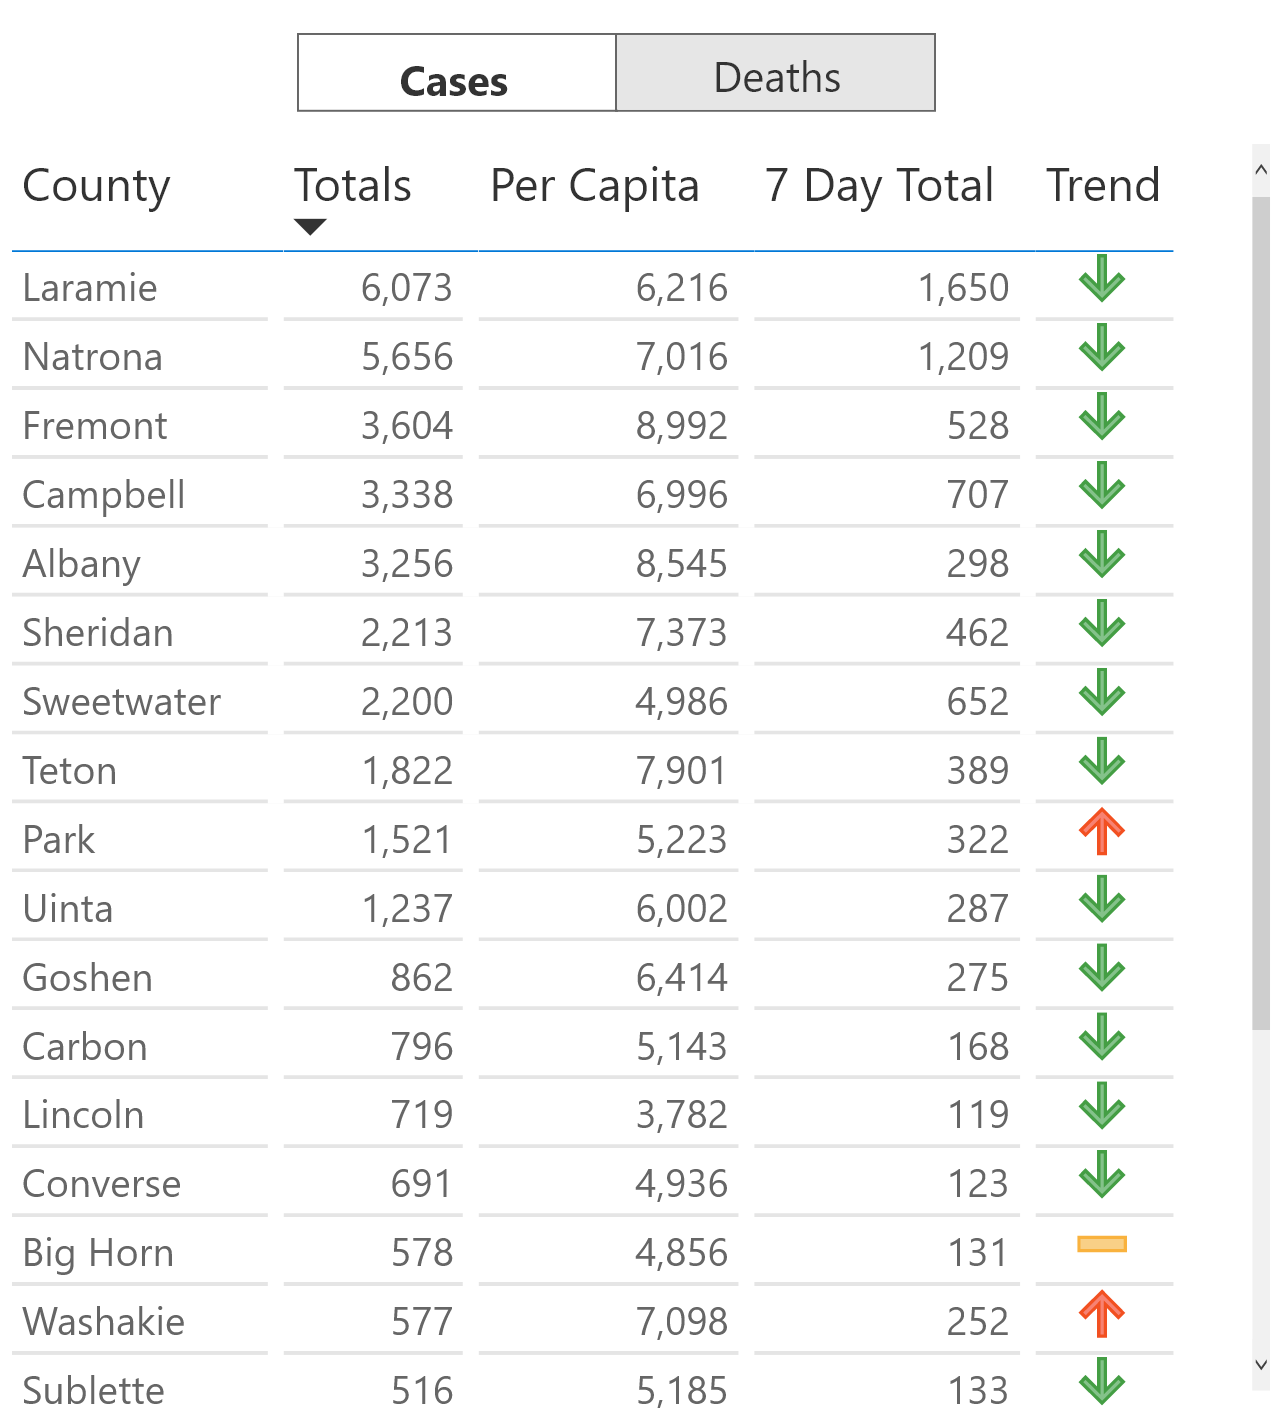 Cases Deaths
County Totals Per Capita 7 Day Total Trend
Laramie 6,073 6,216 1,650
Natrona 5,656 7,016 1,209
Fremont 3,604 8,992 528
Campbell 3,338 6,996 707
Albany 3,256 8,545 298
Sheridan 2,213 7,373 462
Sweetwater 2,200 4,986 652
Teton 1,822 7,901 389
Park 1,521 5,223 322
Uinta 1,237 6,002 287
Goshen 862 6,414 275
Carbon 796 5,143 168
Lincoln 719 3,782 119
Converse 691 4,936 123
Big Horn 578 4,856 131
Washakie 577 7,098 252
Sublette 516 5,185 133